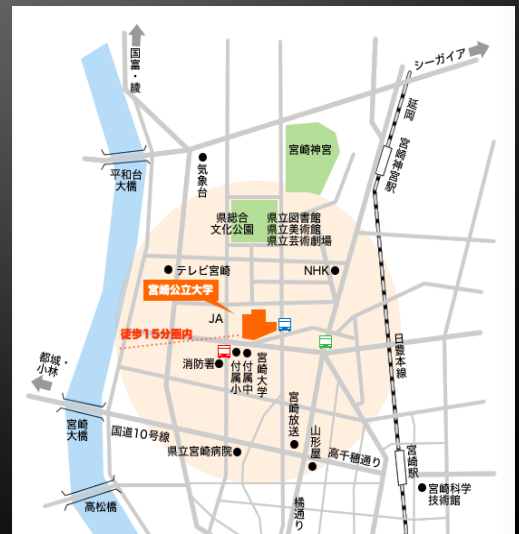 シーガイア
国富・綾
延岡
宮崎神宮
宮崎神宮駅
平和台
大橋
気象台
県総合
文化公園
県立図書館
県立美術館
県立芸術劇場
テレビ宮崎
NHK
宮崎公立大学
JA
徒歩15分圏内
日豊本線
都城・
小林
消防署
付属小
付属中
宮崎大学
宮崎放送
宮崎
大橋
国道10号線
山形屋
県立宮崎病院
高千穂通り
宮崎駅
宮崎科学
技術館
高松橋
橘通り